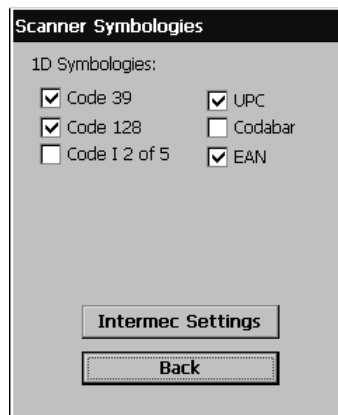 Scanner Symbologies
1D Symbologies:
Code 39 UPC
Code 128 Codabar
Code I 2 of 5 EAN
Intermec Settings
Back